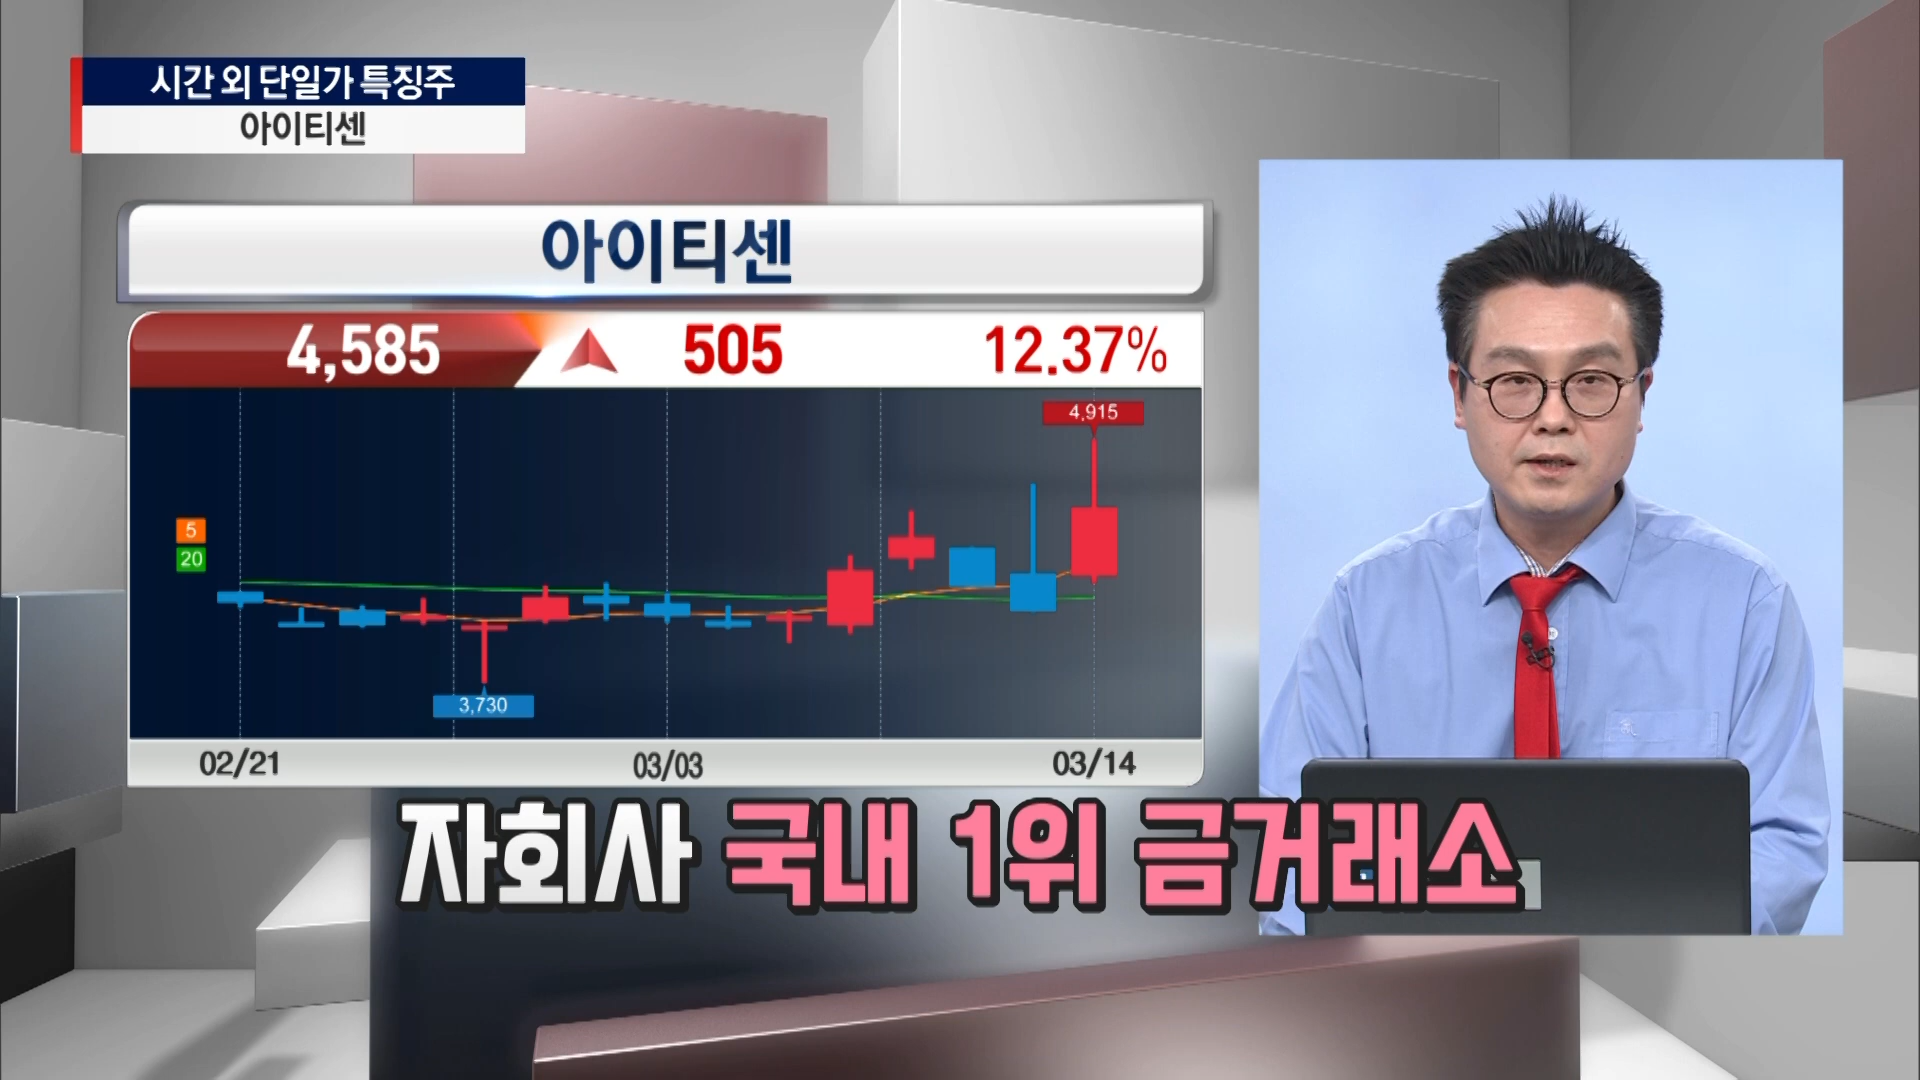 시간 외 단일가 특징주
아이티센
아이티센
4,585 505 12.37%
4,915
5
20
3,730
02/21 03/03 03/14
자회사 국내 1위 금거래소